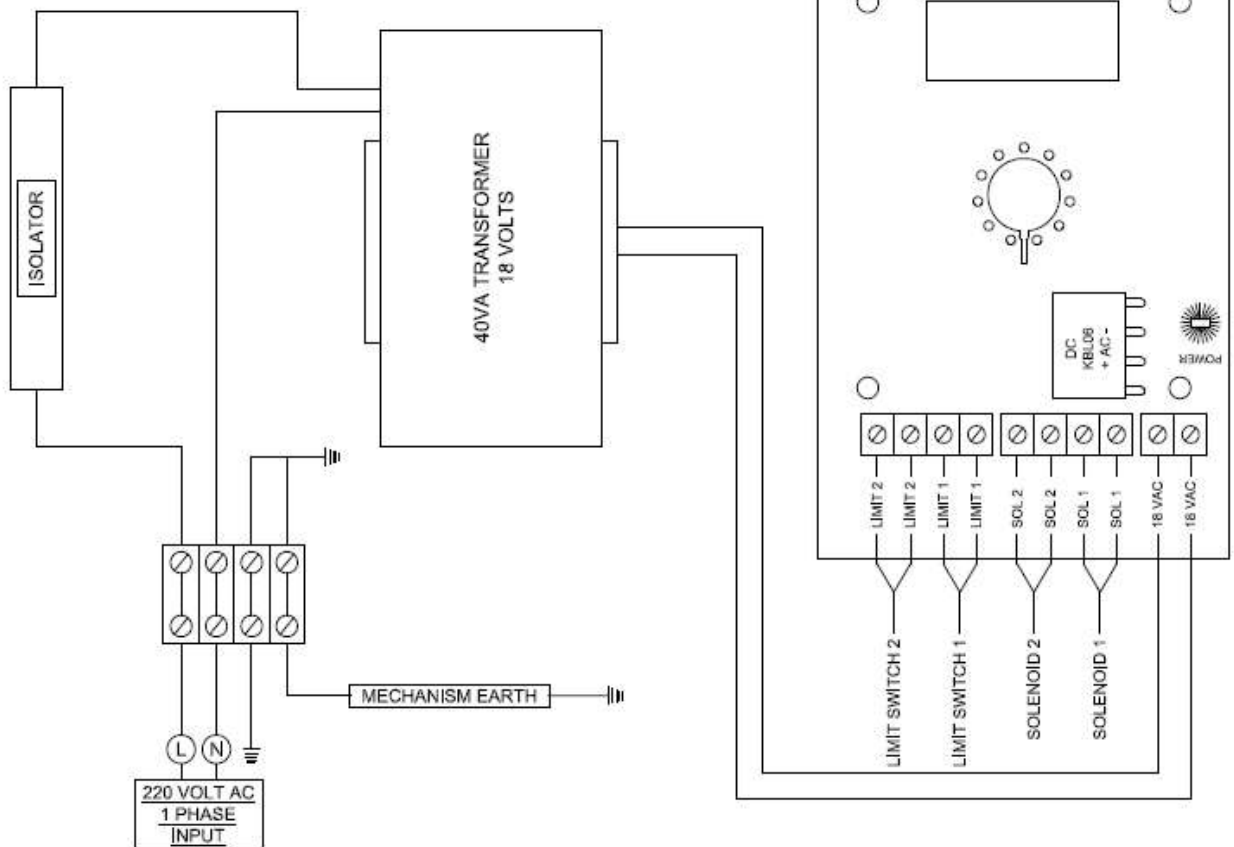 ISOLATOR
40VA TRANSFORMER
18 VOLTS
DC
KBL06
+ AC -
POWER
LIMIT 2
LIMIT 2
LIMIT 1
LIMIT 1
SOL 2
SOL 2
SOL 1
SOL 1
18 VAC
18 VAC
LIMIT SWITCH 2
LIMIT SWITCH 1
SOLENOID 2
SOLENOID 1
MECHANISM EARTH
L
N
220 VOLT AC
1 PHASE
INPUT